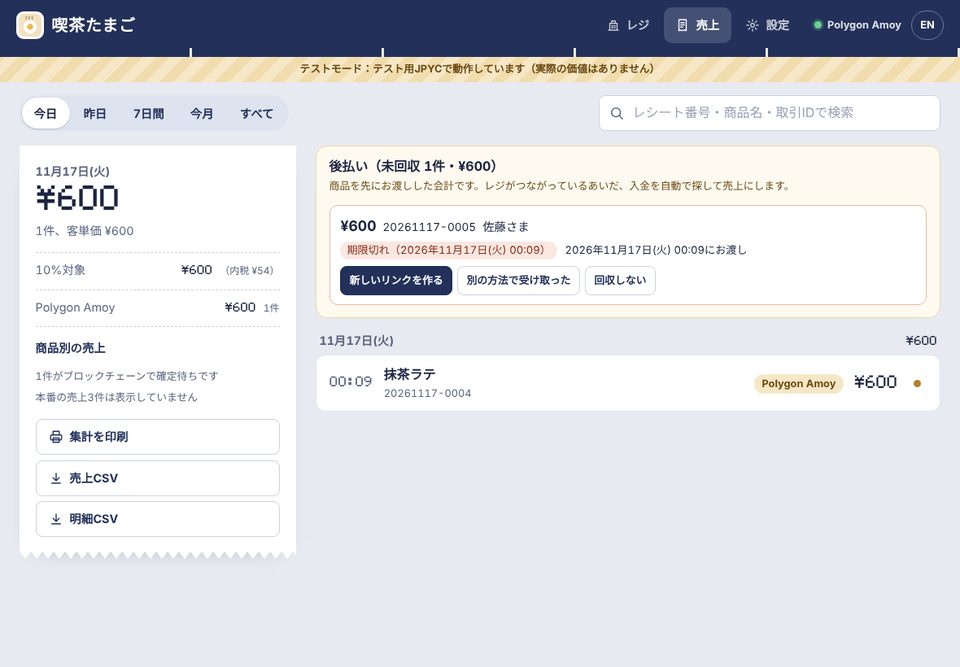 喫茶たまご
レジ
売上
設定
Polygon Amoy
EN
テストモード：テスト用JPYCで動作しています（実際の価値はありません）
今日
昨日
7日間
今月
すべて
レシート番号・商品名・取引IDで検索
11月17日(火)
¥600
1件、客単価 ¥600
10%対象 ¥600 （内税 ¥54）
Polygon Amoy ¥600 1件
商品別の売上
1件がブロックチェーンで確定待ちです
本番の売上3件は表示していません
集計を印刷
売上CSV
明細CSV
後払い（未回収 1件・¥600）
商品を先にお渡しした会計です。レジがつながっているあいだ、入金を自動で探して売上にします。
¥600 20261117-0005 佐藤さま
期限切れ（2026年11月17日(火) 00:09） 2026年11月17日(火) 00:09にお渡し
新しいリンクを作る
別の方法で受け取った
回収しない
11月17日(火) ¥600
00:09 抹茶ラテ
20261117-0004
Polygon Amoy ¥600